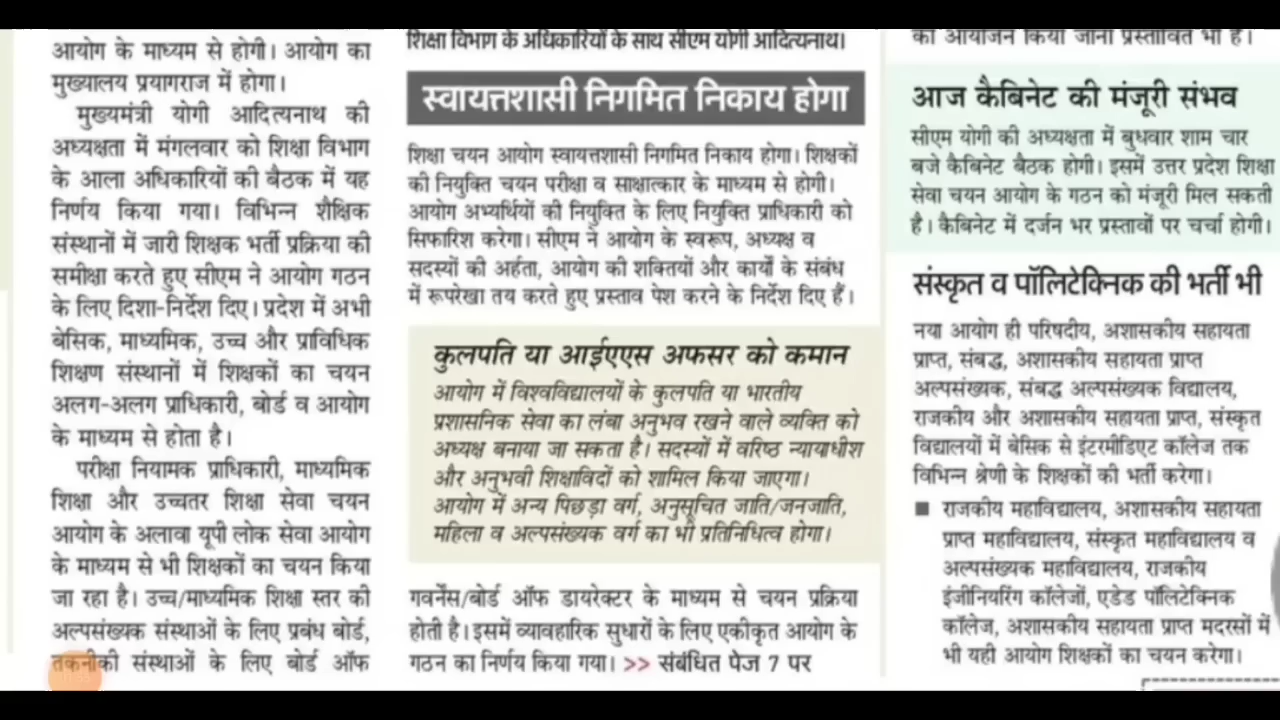 आयोग के माध्यम से होगी। आयोग का
मुख्यालय प्रयागराज में होगा।
मुख्यमंत्री योगी आदित्यनाथ की
अध्यक्षता में मंगलवार को शिक्षा विभाग
के आला अधिकारियों की बैठक में यह
निर्णय किया गया। विभिन्न शैक्षिक
संस्थानों में जारी शिक्षक भर्ती प्रक्रिया की
समीक्षा करते हुए सीएम ने आयोग गठन
के लिए दिशा-निर्देश दिए। प्रदेश में अभी
बेसिक, माध्यमिक, उच्च और प्राविधिक
शिक्षण संस्थानों में शिक्षकों का चयन
अलग-अलग प्राधिकारी, बोर्ड व आयोग
के माध्यम से होता है।
परीक्षा नियामक प्राधिकारी, माध्यमिक
शिक्षा और उच्चतर शिक्षा सेवा चयन
आयोग के अलावा यूपी लोक सेवा आयोग
के माध्यम से भी शिक्षकों का चयन किया
जा रहा है। उच्च/माध्यमिक शिक्षा स्तर की
अल्पसंख्यक संस्थाओं के लिए प्रबंध बोर्ड,
तकनीकी संस्थाओं के लिए बोर्ड ऑफ
शिक्षा विभाग के अधिकारियों के साथ सीएम योगी आदित्यनाथ।
स्वायत्तशासी निगमित निकाय होगा
शिक्षा चयन आयोग स्वायत्तशासी निगमित निकाय होगा। शिक्षकों
की नियुक्ति चयन परीक्षा व साक्षात्कार के माध्यम से होगी।
आयोग अभ्यर्थियों की नियुक्ति के लिए नियुक्ति प्राधिकारी को
सिफारिश करेगा। सीएम ने आयोग के स्वरूप, अध्यक्ष व
सदस्यों की अर्हता, आयोग की शक्तियों और कार्यों के संबंध
में रूपरेखा तय करते हुए प्रस्ताव पेश करने के निर्देश दिए हैं।
कुलपति या आईएएस अफसर को कमान
आयोग में विश्वविद्यालयों के कुलपति या भारतीय
प्रशासनिक सेवा का लंबा अनुभव रखने वाले व्यक्ति को
अध्यक्ष बनाया जा सकता है। सदस्यों में वरिष्ठ न्यायाधीश
और अनुभवी शिक्षाविदों को शामिल किया जाएगा।
आयोग में अन्य पिछड़ा वर्ग, अनुसूचित जाति/जनजाति,
महिला व अल्पसंख्यक वर्ग का भी प्रतिनिधित्व होगा।
गवर्नेंस/बोर्ड ऑफ डायरेक्टर के माध्यम से चयन प्रक्रिया
होती है। इसमें व्यावहारिक सुधारों के लिए एकीकृत आयोग के
गठन का निर्णय किया गया। >> संबंधित पेज 7 पर
का आयोजन किया जाना प्रस्तावित भी है।
आज कैबिनेट की मंजूरी संभव
सीएम योगी की अध्यक्षता में बुधवार शाम चार
बजे कैबिनेट बैठक होगी। इसमें उत्तर प्रदेश शिक्षा
सेवा चयन आयोग के गठन को मंजूरी मिल सकती
है। कैबिनेट में दर्जन भर प्रस्तावों पर चर्चा होगी।
संस्कृत व पॉलिटेक्निक की भर्ती भी
नया आयोग ही परिषदीय, अशासकीय सहायता
प्राप्त, संबद्ध, अशासकीय सहायता प्राप्त
अल्पसंख्यक, संबद्ध अल्पसंख्यक विद्यालय,
राजकीय और अशासकीय सहायता प्राप्त, संस्कृत
विद्यालयों में बेसिक से इंटरमीडिएट कॉलेज तक
विभिन्न श्रेणी के शिक्षकों की भर्ती करेगा।
■ राजकीय महाविद्यालय, अशासकीय सहायता
प्राप्त महाविद्यालय, संस्कृत महाविद्यालय व
अल्पसंख्यक महाविद्यालय, राजकीय
इंजीनियरिंग कॉलेजों, एडेड पॉलिटेक्निक
कॉलेज, अशासकीय सहायता प्राप्त मदरसों में
भी यही आयोग शिक्षकों का चयन करेगा।